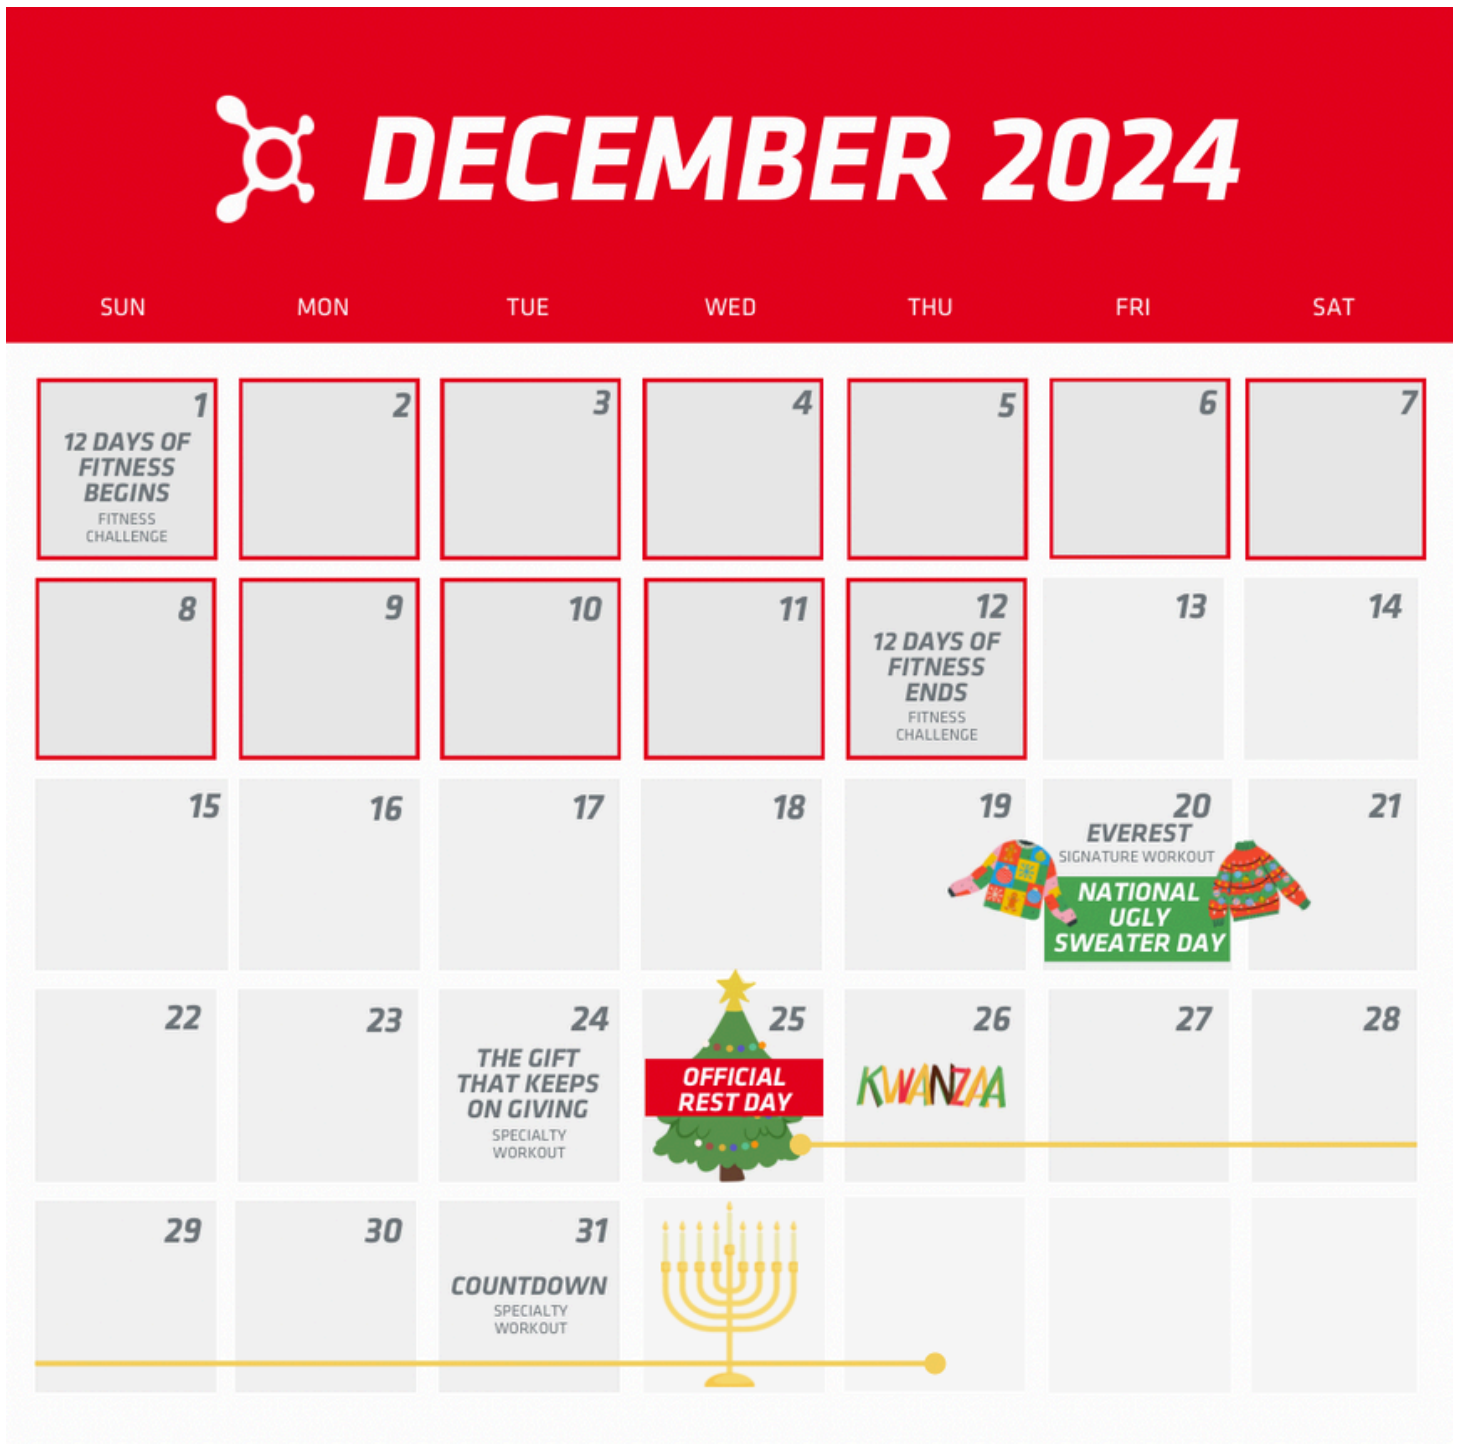 DECEMBER 2024
SUN MON TUE WED THU FRI SAT
1
12 DAYS OF
FITNESS
BEGINS
FITNESS
CHALLENGE
2
3
4
5
6
7
8
9
10
11
12
12 DAYS OF
FITNESS
ENDS
FITNESS
CHALLENGE
13
14
15
16
17
18
19
20
EVEREST
SIGNATURE WORKOUT
NATIONAL
UGLY
SWEATER DAY
21
22
23
24
THE GIFT
THAT KEEPS
ON GIVING
SPECIALTY
WORKOUT
25
OFFICIAL
REST DAY
26
KWANZAA
27
28
29
30
31
COUNTDOWN
SPECIALTY
WORKOUT